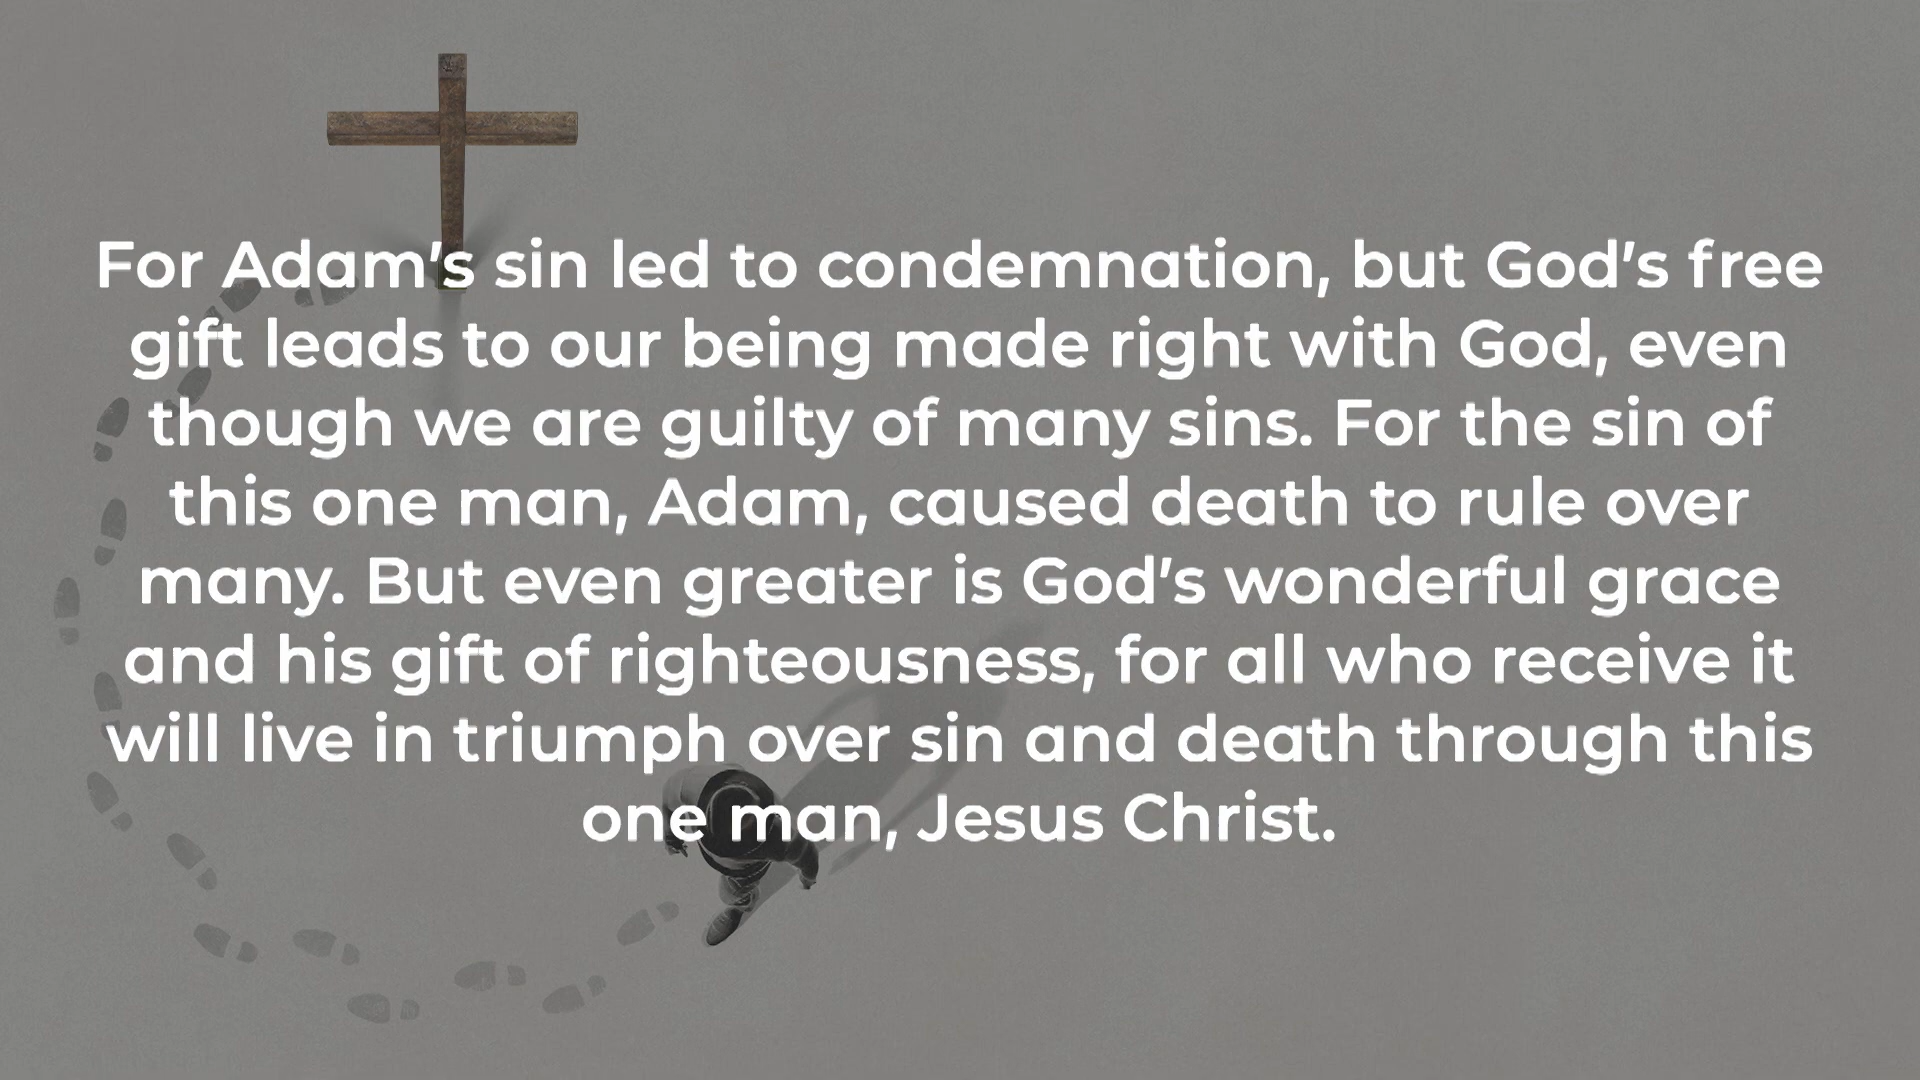 For Adam's sin led to condemnation, but God's free
gift leads to our being made right with God, even
though we are guilty of many sins. For the sin of
this one man, Adam, caused death to rule over
many. But even greater is God's wonderful grace
and his gift of righteousness, for all who receive it
will live in triumph over sin and death through this
one man, Jesus Christ.